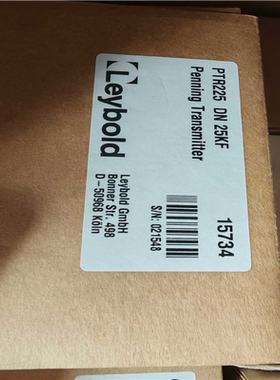 PTR225 DN 25KF
Penning Transmitter
15734
S/N: 021548
Leybold
Leybold GmbH
Bonner Str. 498
D-50968 Köln